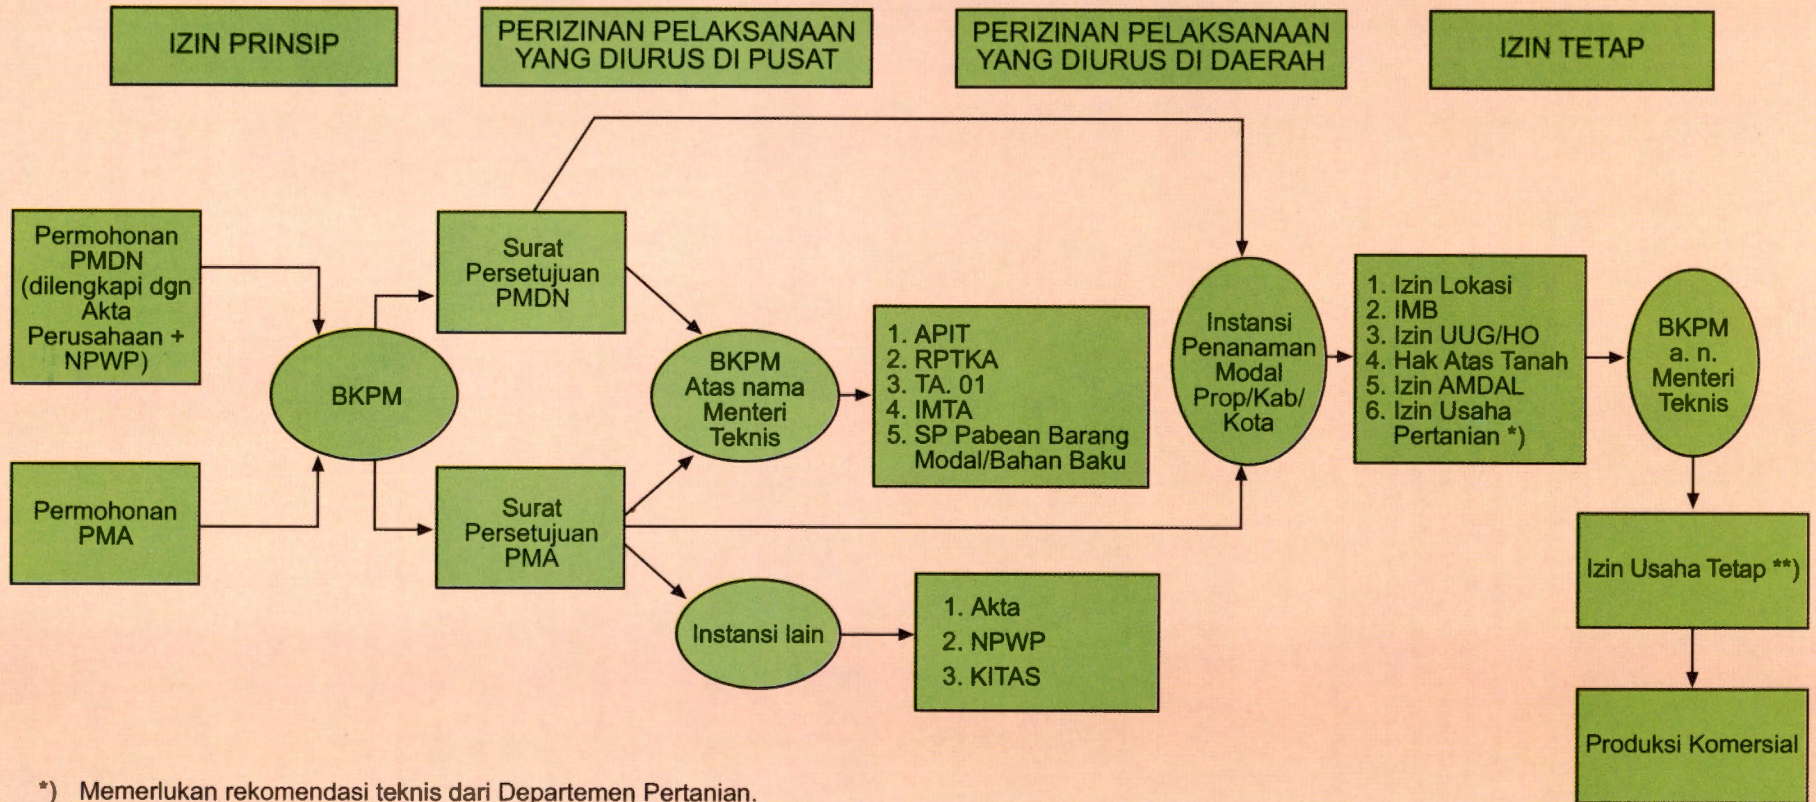 IZIN PRINSIP
PERIZINAN PELAKSANAAN
YANG DIURUS DI PUSAT
PERIZINAN PELAKSANAAN
YANG DIURUS DI DAERAH
IZIN TETAP
Permohonan
PMDN
(dilengkapi dgn
Akta
Perusahaan +
NPWP)
Permohonan
PMA
BKPM
Surat
Persetujuan
PMDN
Surat
Persetujuan
PMA
BKPM
Atas nama
Menteri
Teknis
1. APIT
2. RPTKA
3. TA. 01
4. IMTA
5. SP Pabean Barang
Modal/Bahan Baku
Instansi lain
1. Akta
2. NPWP
3. KITAS
Instansi
Penanaman
Modal
Prop/Kab/
Kota
1. Izin Lokasi
2. IMB
3. Izin UUG/HO
4. Hak Atas Tanah
5. Izin AMDAL
6. Izin Usaha
Pertanian *)
BKPM
a. n.
Menteri
Teknis
Izin Usaha Tetap **)
Produksi Komersial
*) Memerlukan rekomendasi teknis dari Departemen Pertanian.